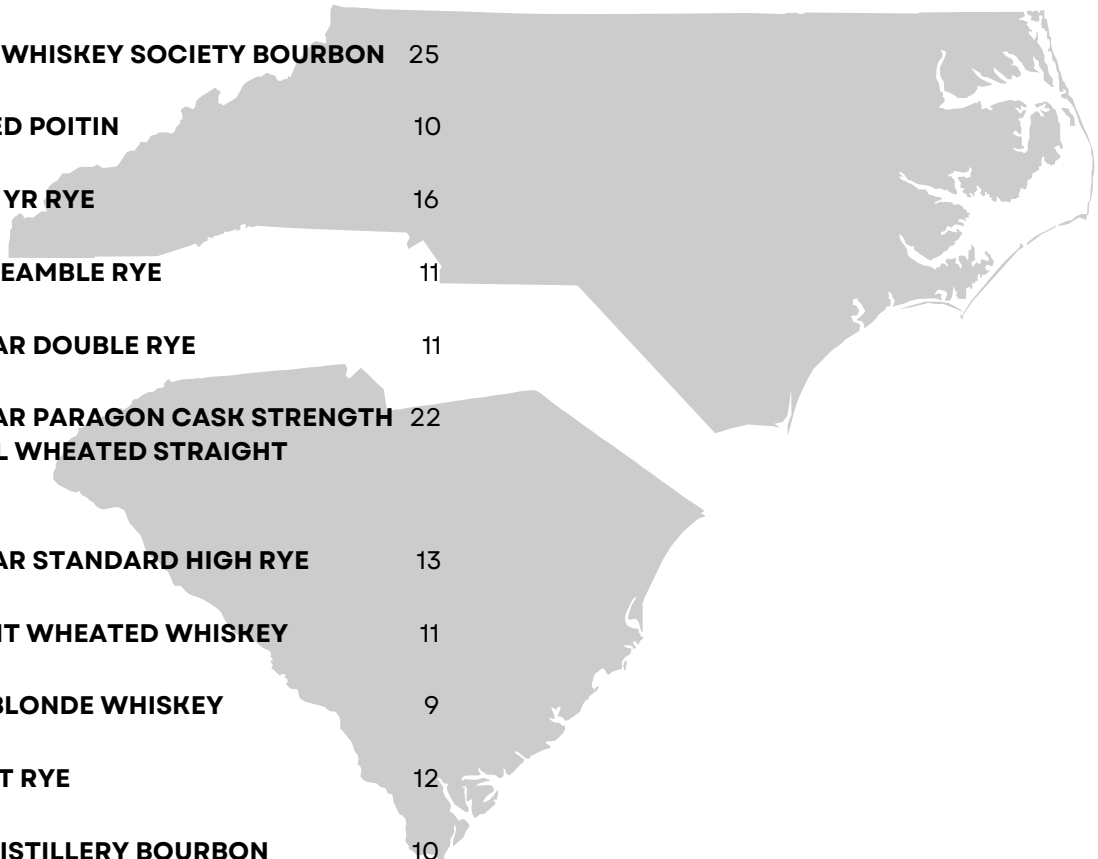 WHISKEY SOCIETY BOURBON 25
ED POITIN 10
YR RYE 16
EAMBLE RYE 11
AR DOUBLE RYE 11
AR PARAGON CASK STRENGTH 22
L WHEATED STRAIGHT
AR STANDARD HIGH RYE 13
NT WHEATED WHISKEY 11
BLONDE WHISKEY 9
T RYE 12
ISTILLERY BOURBON 10